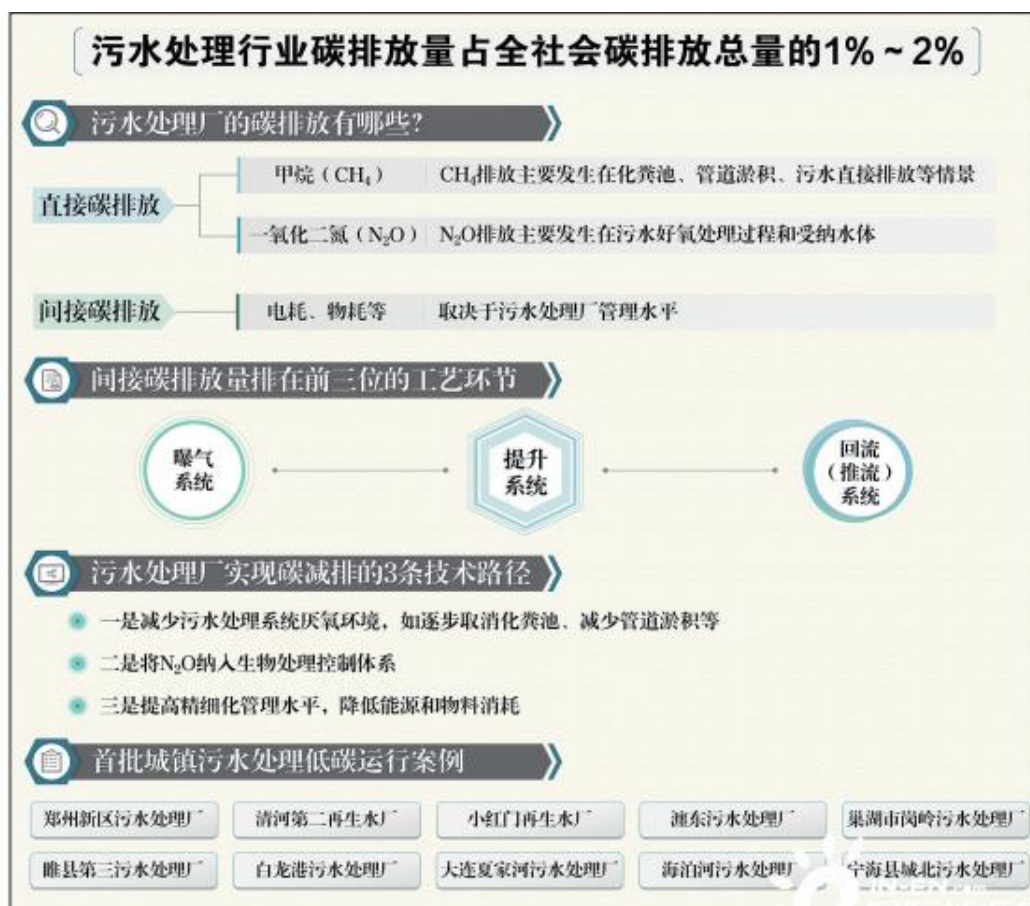 污水处理行业碳排放量占全社会碳排放总量的1%~2%
污水处理厂的碳排放有哪些?
直接碳排放
甲烷（CH₄） CH₄排放主要发生在化粪池、管道淤积、污水直接排放等情景
一氧化二氮（N₂O） N₂O排放主要发生在污水好氧处理过程和受纳水体
间接碳排放
电耗、物耗等 取决于污水处理厂管理水平
间接碳排放量排在前三位的工艺环节
曝气
系统
提升
系统
回流
（推流）
系统
污水处理厂实现碳减排的3条技术路径
一是减少污水处理系统厌氧环境，如逐步取消化粪池、减少管道淤积等
二是将N₂O纳入生物处理控制体系
三是提高精细化管理水平，降低能源和物料消耗
首批城镇污水处理低碳运行案例
郑州新区污水处理厂 清河第二再生水厂 小红门再生水厂 洳东污水处理厂 巢湖市岗岭污水处理厂
睢县第三污水处理厂 白龙港污水处理厂 大连夏家河污水处理厂 海泊河污水处理厂 宁海县城北污水处理厂
IN-EN.com